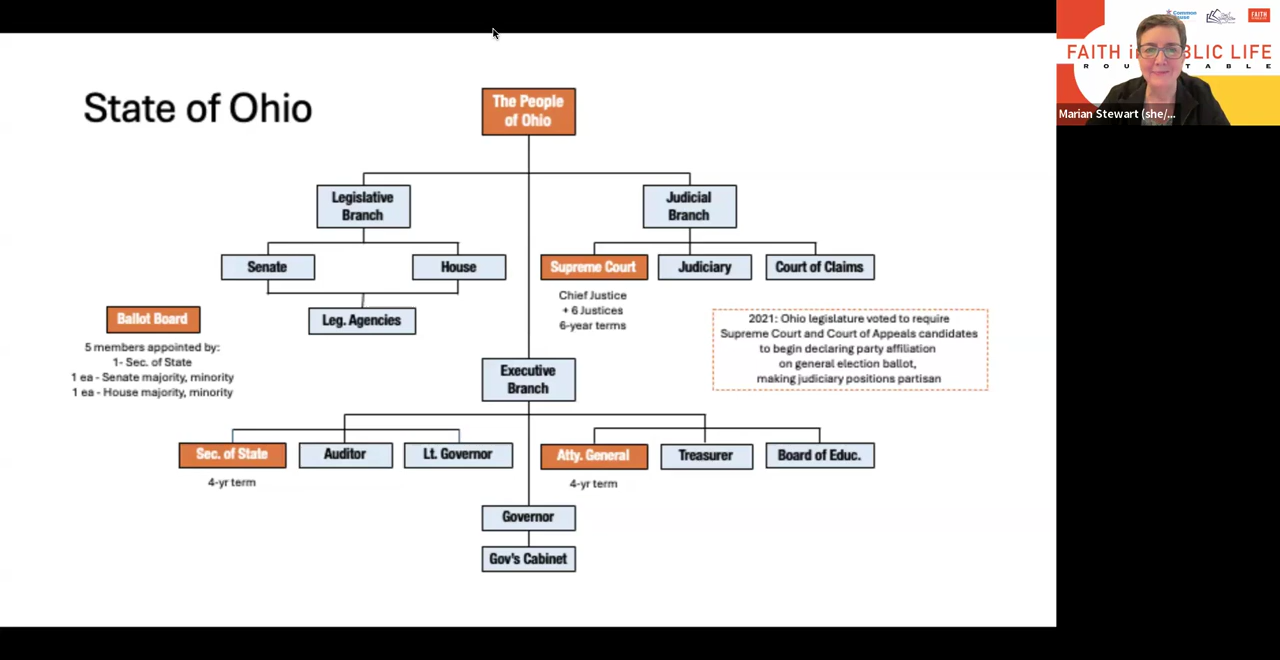 State of Ohio
The People
of Ohio
Legislative
Branch
Judicial
Branch
Senate
House
Supreme Court
Judiciary
Court of Claims
Chief Justice
+ 6 Justices
6-year terms
Leg. Agencies
Ballot Board
5 members appointed by:
1- Sec. of State
1 ea - Senate majority, minority
1 ea - House majority, minority
2021: Ohio legislature voted to require
Supreme Court and Court of Appeals candidates
to begin declaring party affiliation
on general election ballot,
making judiciary positions partisan
Executive
Branch
Sec. of State
Auditor
Lt. Governor
Atty. General
Treasurer
Board of Educ.
4-yr term
4-yr term
Governor
Gov's Cabinet
Common
FAITH
FAITH i BLIC LIFE
R O U TABLE
Marian Stewart (she/...